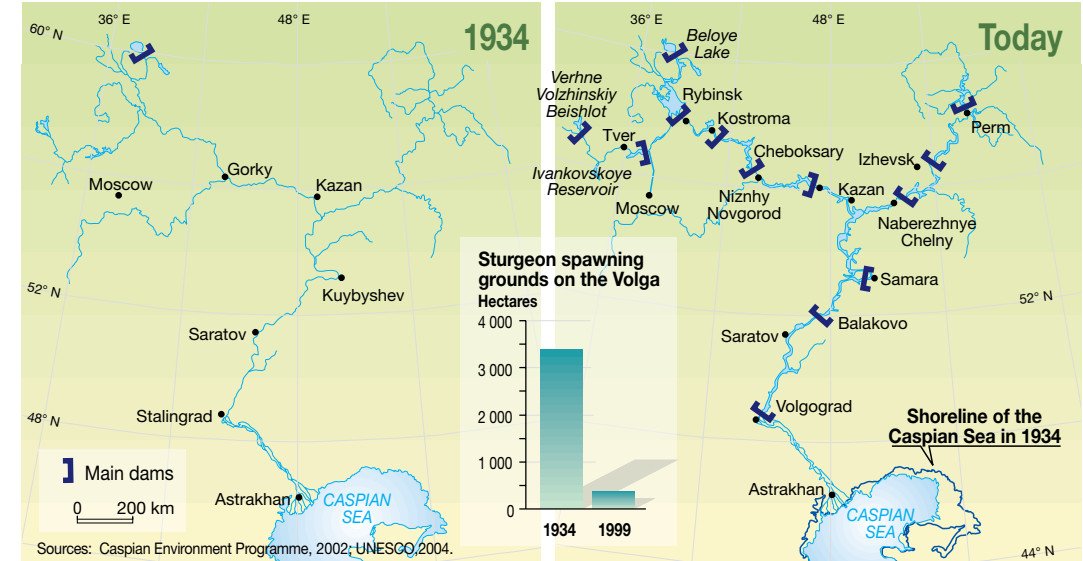 36° E
48° E
60° N
1934
Gorky
Moscow
Kazan
Kuybyshev
52° N
Saratov
48° N
Stalingrad
Main dams
0 200 km
Astrakhan
CASPIAN
SEA
Sources: Caspian Environment Programme, 2002; UNESCO,2004.
Sturgeon spawning
grounds on the Volga
Hectares
4 000
3 000
2 000
1 000
0
1934 1999
36° E
48° E
Today
Beloye
Lake
Verhne
Volzhinskiy
Beishlot
Rybinsk
Kostroma
Perm
Tver
Cheboksary
Izhevsk
Ivankovskoye
Reservoir
Moscow
Niznhy
Novgorod
Kazan
Naberezhnye
Chelny
Samara
52° N
Balakovo
Saratov
Volgograd
Shoreline of the
Caspian Sea in 1934
Astrakhan
CASPIAN
SEA
44° N